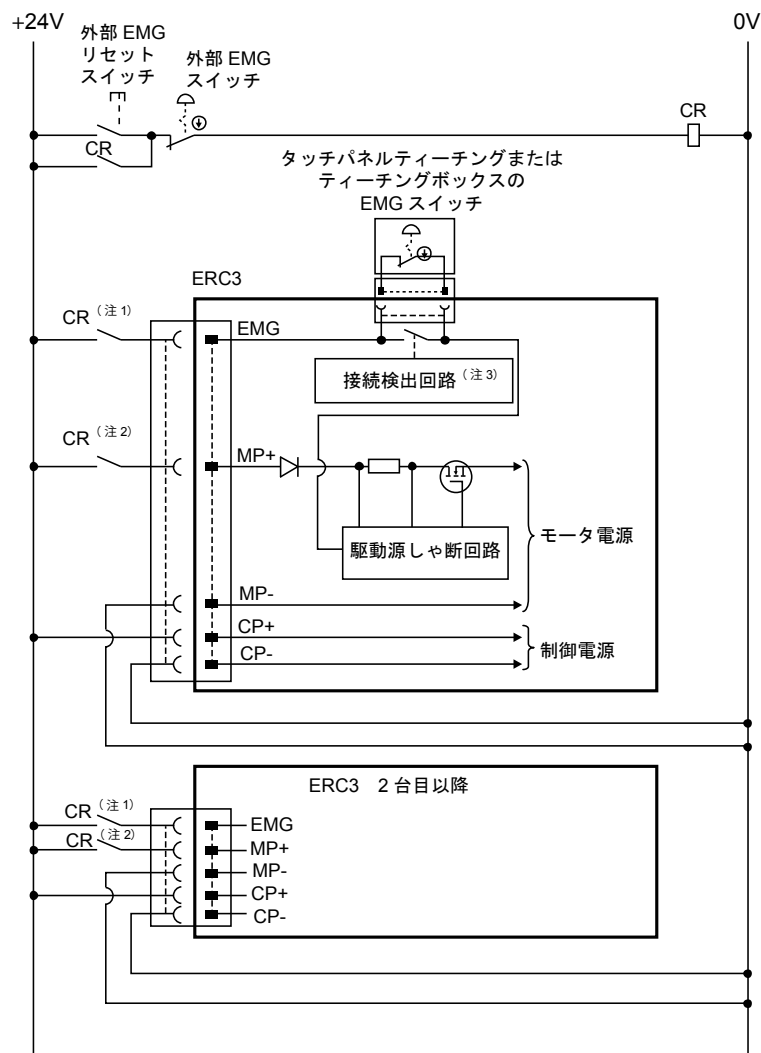 +24V
0V
外部 EMG
リセット
スイッチ
外部 EMG
スイッチ
CR
CR
タッチパネルティーチングまたは
ティーチングボックスの
EMG スイッチ
ERC3
CR（注 1）
EMG
接続検出回路（注 3）
CR（注 2）
MP+
駆動源しゃ断回路
モータ電源
MP-
CP+
制御電源
CP-
ERC3 2 台目以降
CR（注 1）
EMG
CR（注 2）
MP+
MP-
CP+
CP-